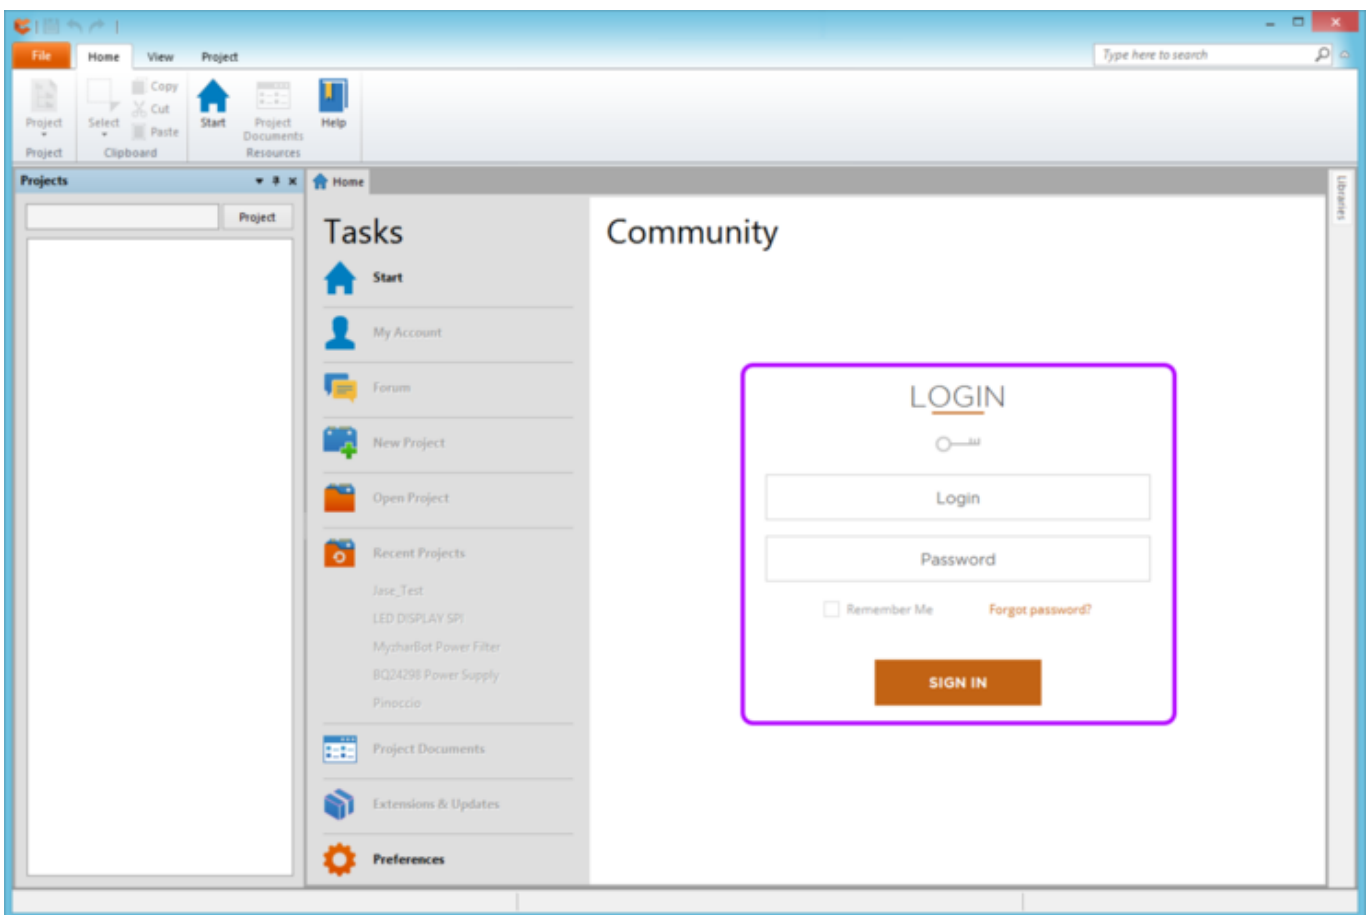 File Home View Project
Type here to search
Project
Select
Copy
Cut
Paste
Start
Project Documents
Help
Project Clipboard Resources
Projects
Project
Home
Libraries
Tasks
Start
My Account
Forum
New Project
Open Project
Recent Projects
Jase_Test
LED DISPLAY SPI
MyzharBot Power Filter
BQ24298 Power Supply
Pinoccio
Project Documents
Extensions & Updates
Preferences
Community
LOGIN
Login
Password
Remember Me Forgot password?
SIGN IN